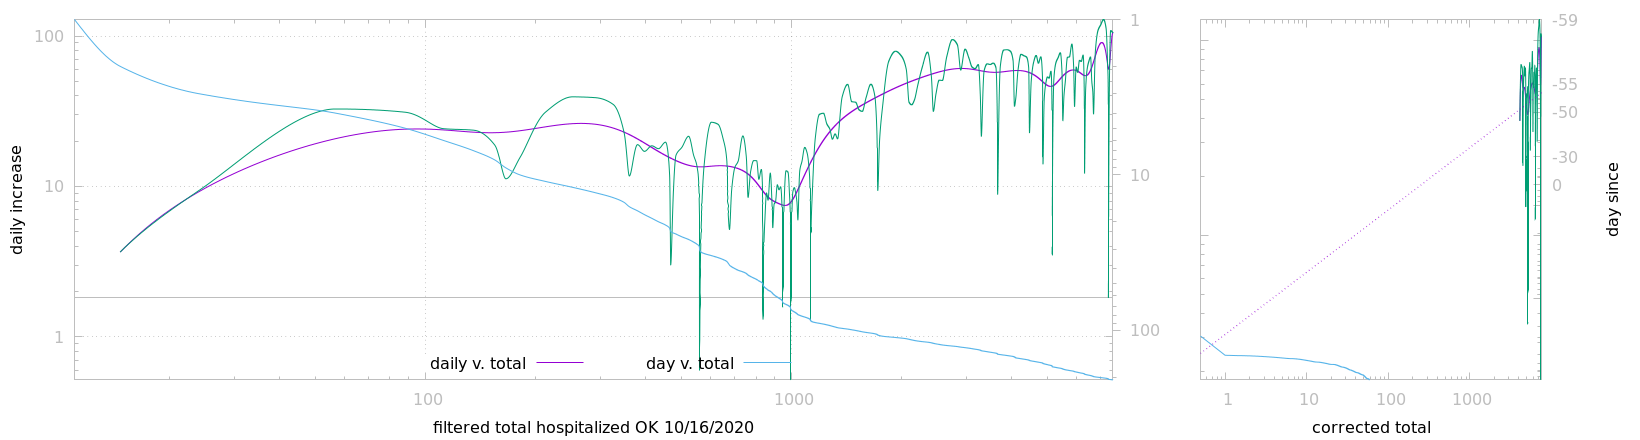 100
10
1
daily increase
daily v. total
day v. total
100
1000
filtered total hospitalized OK 10/16/2020
1
10
100
-59
-55
-50
-30
0
day since
1
10
100
1000
corrected total